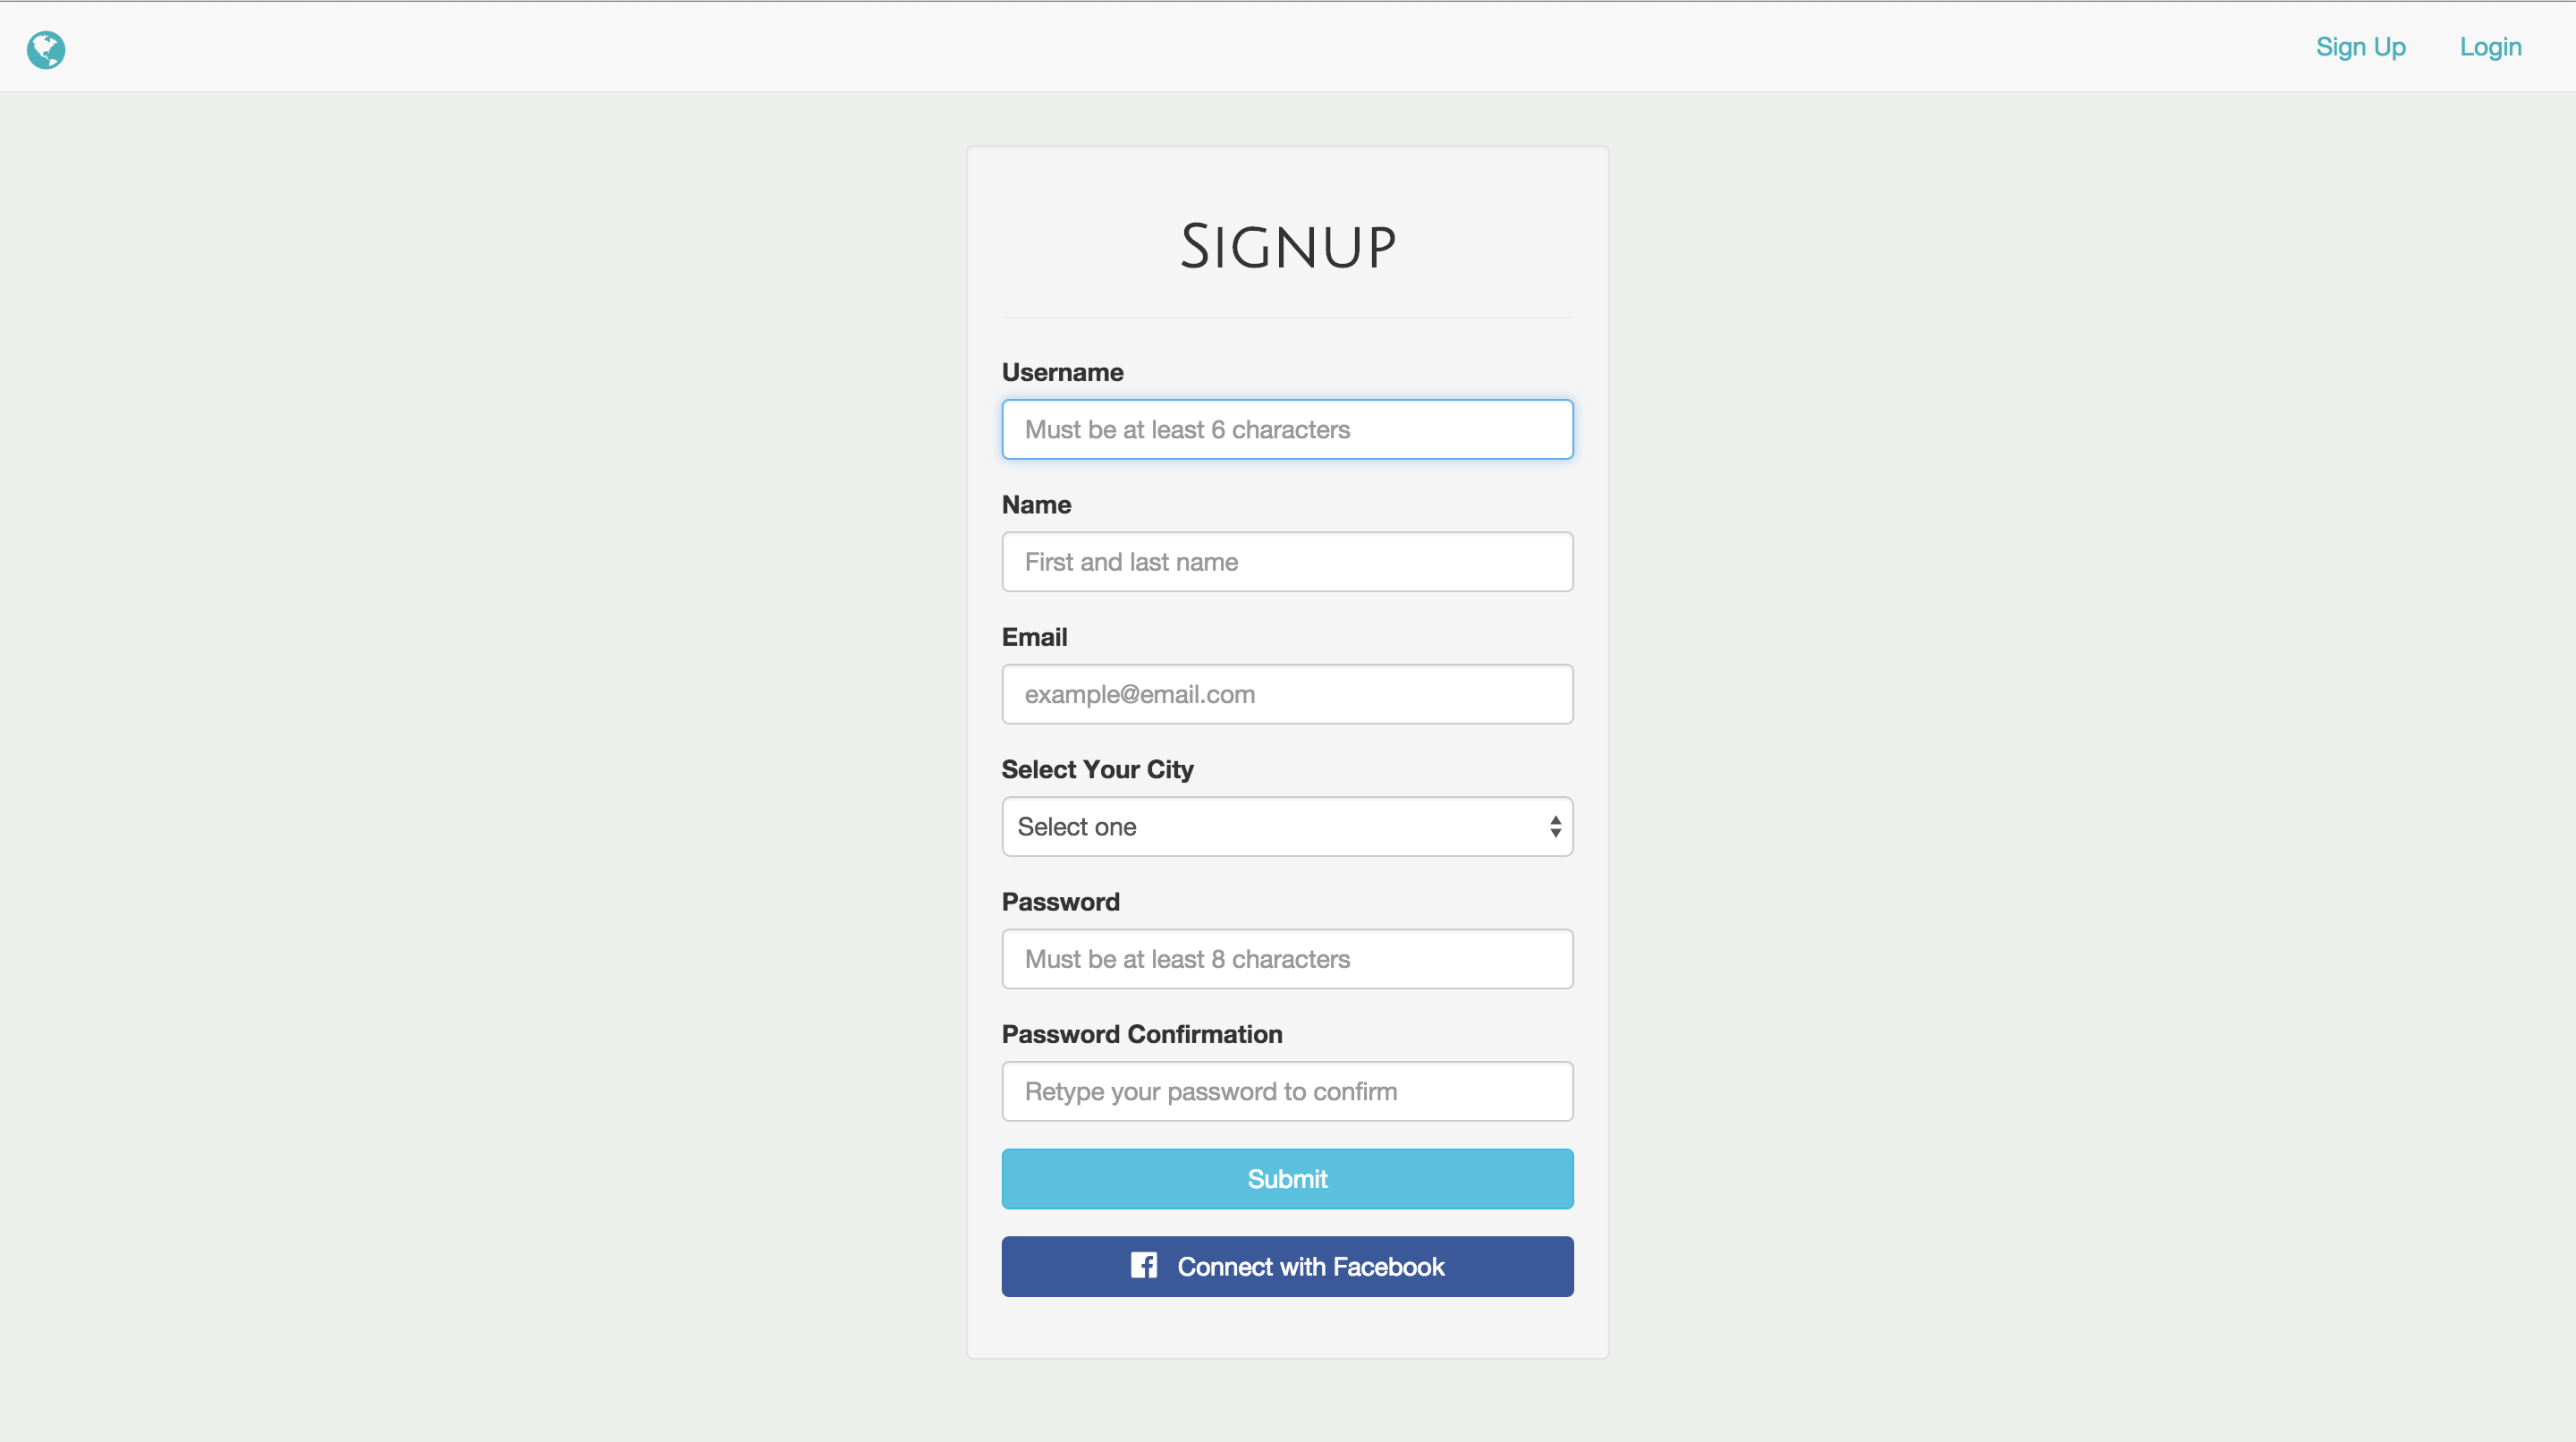 Sign Up Login
Signup
Username
Must be at least 6 characters
Name
First and last name
Email
example@email.com
Select Your City
Select one
Password
Must be at least 8 characters
Password Confirmation
Retype your password to confirm
Submit
Connect with Facebook